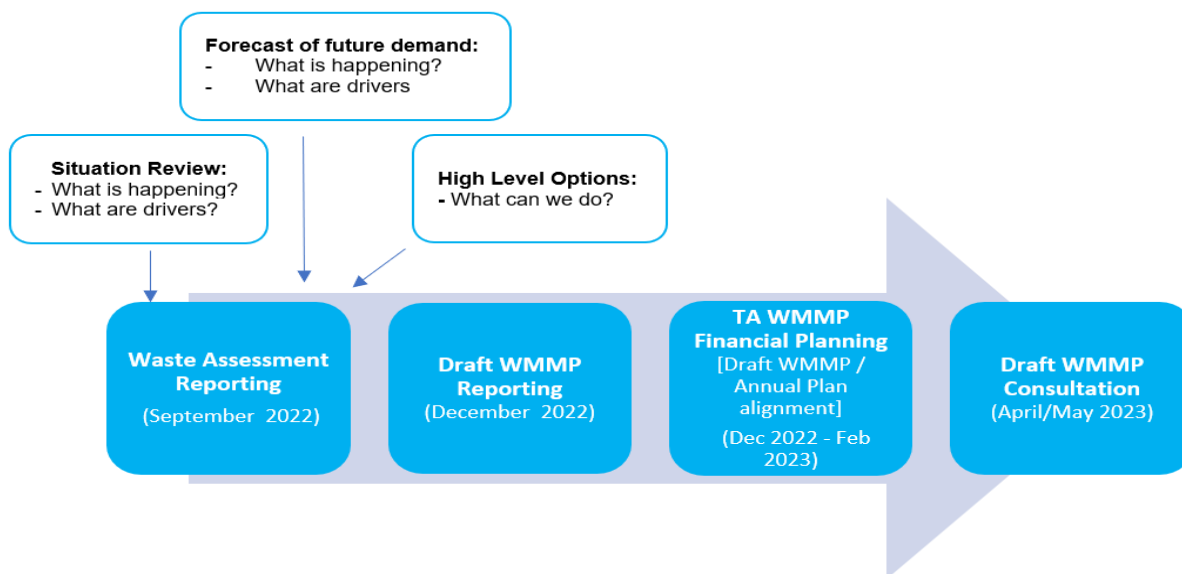 Forecast of future demand:
- What is happening?
- What are drivers
Situation Review:
- What is happening?
- What are drivers?
High Level Options:
- What can we do?
Waste Assessment
Reporting
(September 2022)
Draft WMMP
Reporting
(December 2022)
TA WMMP
Financial Planning
[Draft WMMP /
Annual Plan
alignment]
(Dec 2022 - Feb
2023)
Draft WMMP
Consultation
(April/May 2023)